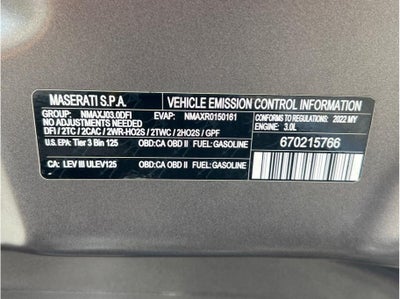 MASERATI S.P.A. VEHICLE EMISSION CONTROL INFORMATION
GROUP: NMAXJ03.0DFI EVAP: NMAXR0150161 CONFORMS TO REGULATIONS: 2022 MY
NO ADJUSTMENTS NEEDED ENGINE: 3.0L
DFI / 2TC / 2CAC / 2WR-HO2S / 2TWC / 2HO2S / GPF
U.S. EPA: Tier 3 Bin 125 OBD:CA OBD II FUEL: GASOLINE 670215766
CA: LEV III ULEV125 OBD:CA OBD II FUEL: GASOLINE